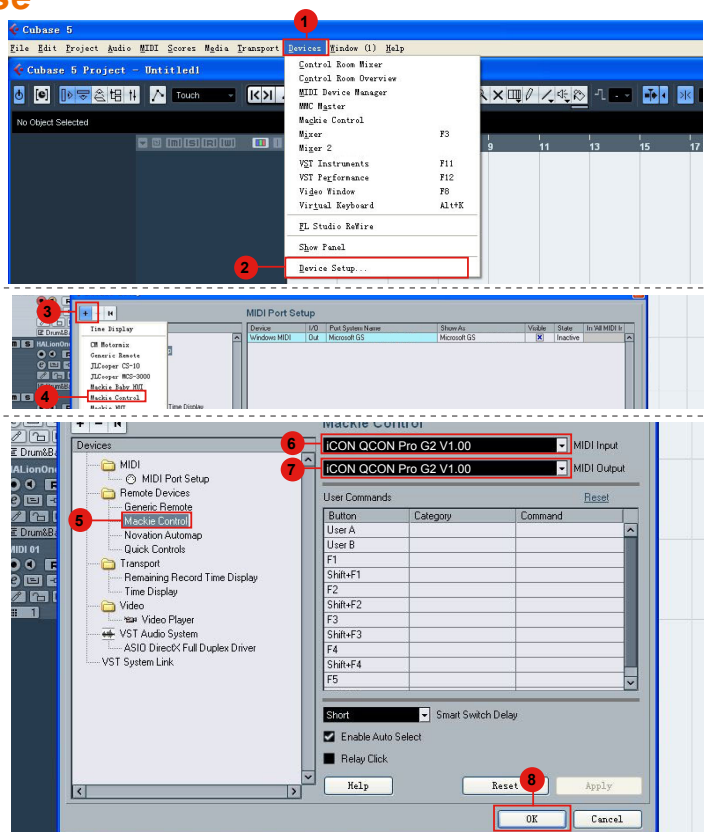 1
Cubase 5
File Edit Project Audio MIDI Scores Media Transport Devices Window (1) Help
Cubase 5 Project - Untitled1
Touch
No Object Selected
9 11 13 15 17
Control Room Mixer
Control Room Overview
MIDI Device Manager
MMC Master
Mackie Control
Mixer F3
Mixer 2
VST Instruments F11
VST Performance F12
Video Window F8
Virtual Keyboard Alt+K
FL Studio ReWire
Show Panel
2
Device Setup...
3
+ - MIDI Port Setup
Device I/O Port System Name Show As Visible State In 'All MIDI
Windows MIDI Out Microsoft GS Microsoft GS X Inactive
Time Display
CM Motormix
Generic Remote
JLCooper CS-10
JLCooper MCS-3000
Mackie Baby HUI
4
Mackie Control
Mackie HUI
Time Display
Mackie Control
6
iCON QCON Pro G2 V1.00 MIDI Input
7
iCON QCON Pro G2 V1.00 MIDI Output
Devices
MIDI
MIDI Port Setup
Remote Devices
Generic Remote
5
Mackie Control
Novation Automap
Quick Controls
Transport
Remaining Record Time Display
Time Display
Video
Video Player
VST Audio System
ASIO DirectX Full Duplex Driver
VST System Link
User Commands Reset
Button Category Command
User A
User B
F1
Shift+F1
F2
Shift+F2
F3
Shift+F3
F4
Shift+F4
F5
Short Smart Switch Delay
Enable Auto Select
Relay Click
Help Reset Apply
8
OK Cancel
MIDI 01